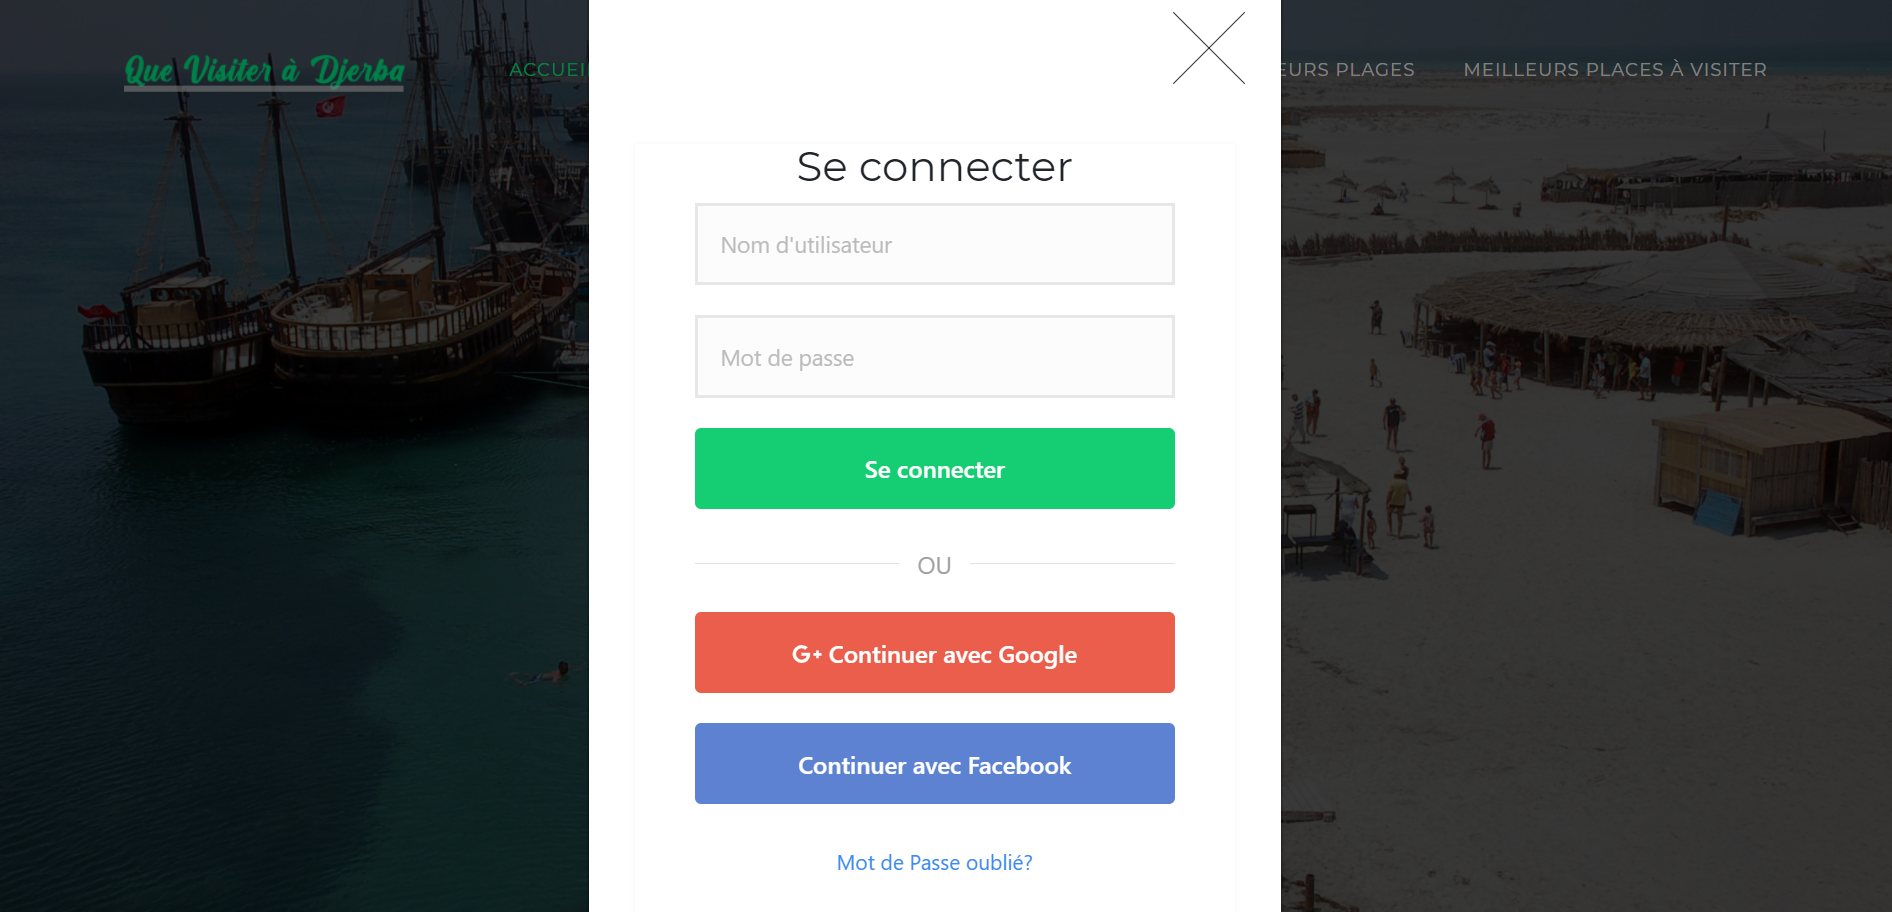 Que Visiter à Djerba
ACCUEI
EURS PLAGES
MEILLEURS PLACES À VISITER
Se connecter
Nom d'utilisateur
Mot de passe
Se connecter
OU
G+ Continuer avec Google
Continuer avec Facebook
Mot de Passe oublié?